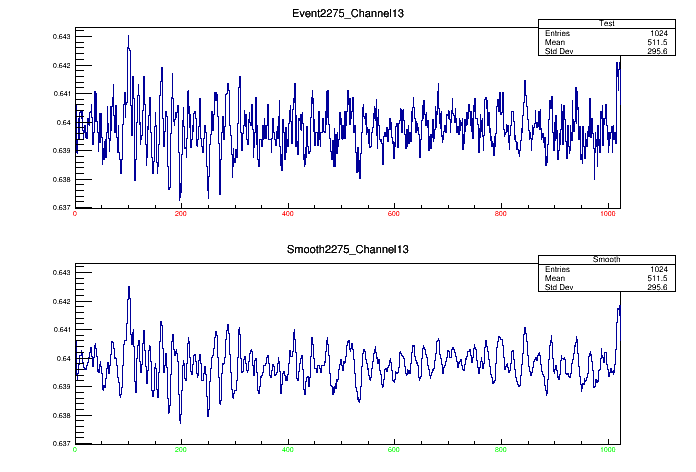 Event2275_Channel13
Test
Entries 1024
Mean 511.5
Std Dev 295.6
0.643
0.642
0.641
0.64
0.639
0.638
0.637
0 200 400 600 800 1000
Smooth2275_Channel13
Smooth
Entries 1024
Mean 511.5
Std Dev 295.6
0.643
0.642
0.641
0.64
0.639
0.638
0.637
0 200 400 600 800 1000